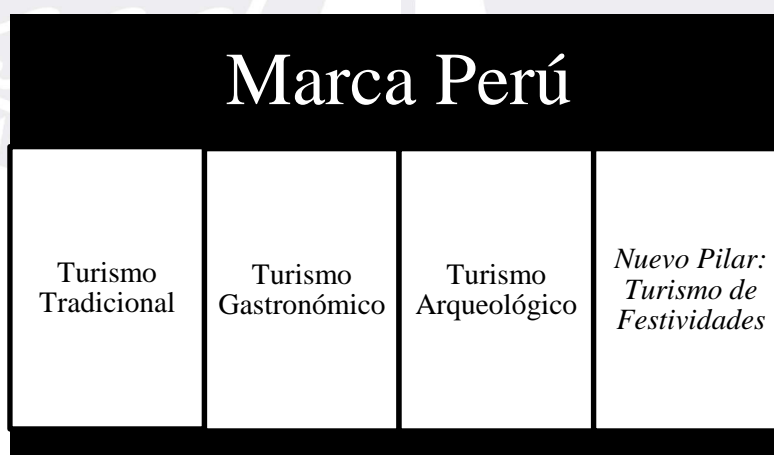 Marca Perú
Turismo
Tradicional
Turismo
Gastronómico
Turismo
Arqueológico
Nuevo Pilar:
Turismo de
Festividades